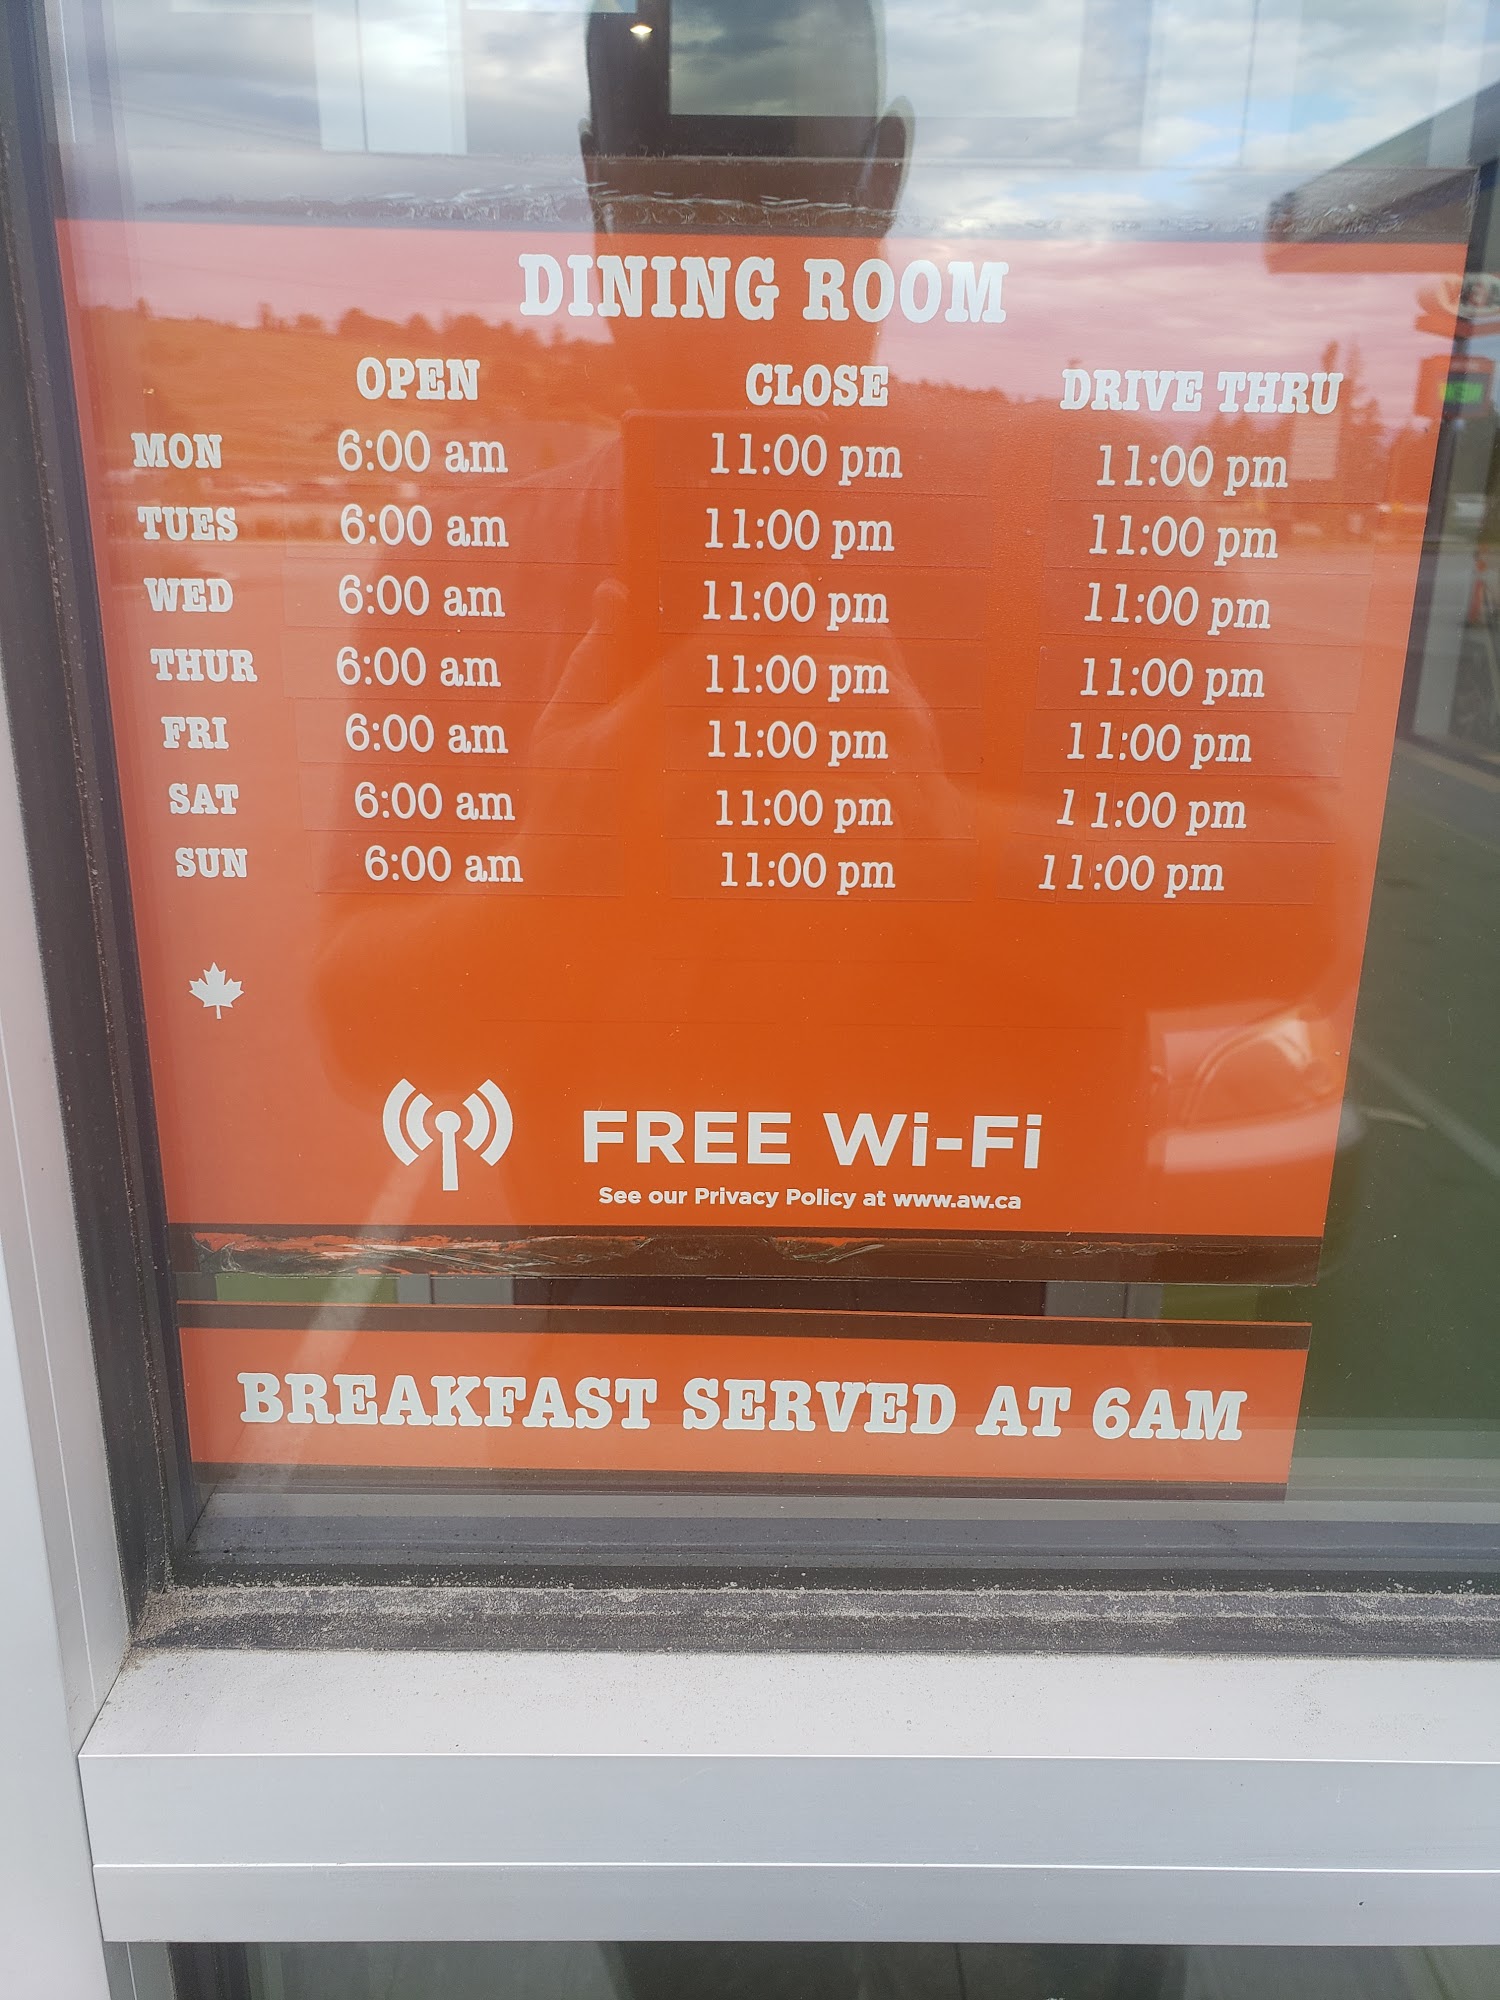 DINING ROOM
OPEN CLOSE DRIVE THRU
MON 6:00 am 11:00 pm 11:00 pm
TUES 6:00 am 11:00 pm 11:00 pm
WED 6:00 am 11:00 pm 11:00 pm
THUR 6:00 am 11:00 pm 11:00 pm
FRI 6:00 am 11:00 pm 11:00 pm
SAT 6:00 am 11:00 pm 11:00 pm
SUN 6:00 am 11:00 pm 11:00 pm
FREE Wi-Fi
See our Privacy Policy at www.aw.ca
BREAKFAST SERVED AT 6AM